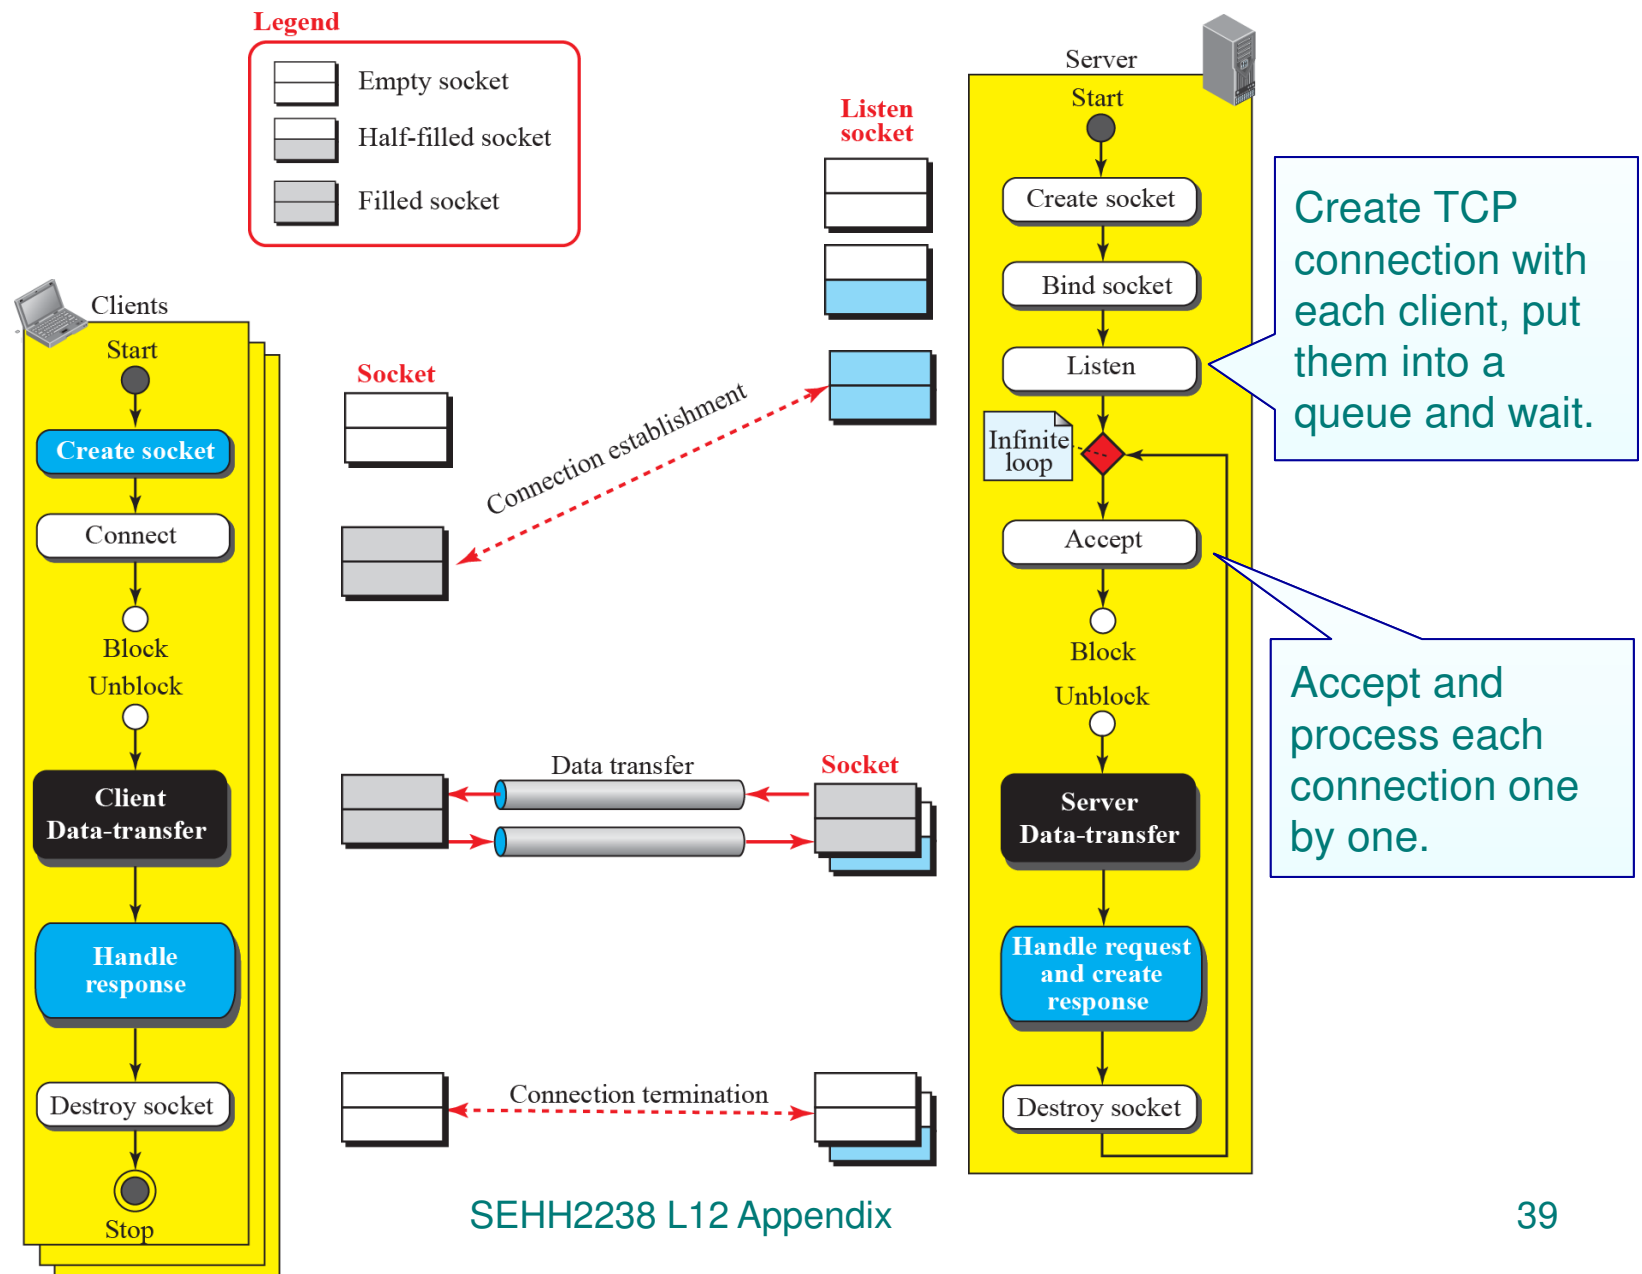 Legend
Empty socket
Half-filled socket
Filled socket
Clients
Start
Create socket
Connect
Block
Unblock
Client
Data-transfer
Handle
response
Destroy socket
Stop
Socket
Connection establishment
Data transfer
Connection termination
Listen
socket
Socket
Server
Start
Create socket
Bind socket
Listen
Infinite
loop
Accept
Block
Unblock
Server
Data-transfer
Handle request
and create
response
Destroy socket
Create TCP
connection with
each client, put
them into a
queue and wait.
Accept and
process each
connection one
by one.
SEHH2238 L12 Appendix
39